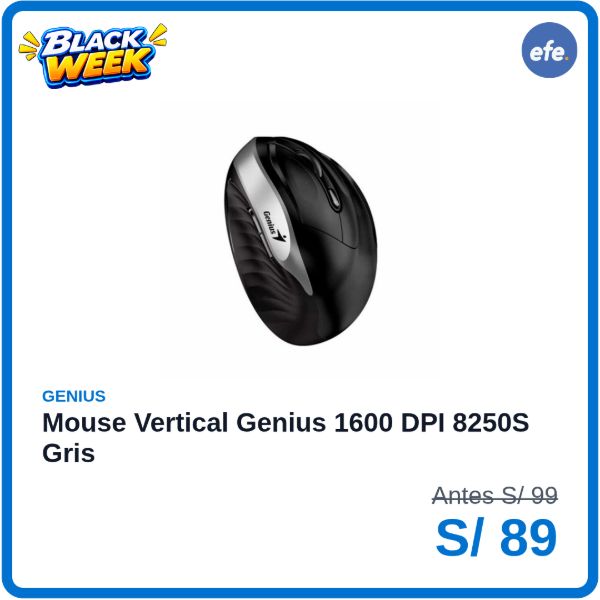 BLACK
WEEK
efe.
Genius
GENIUS
Mouse Vertical Genius 1600 DPI 8250S
Gris
Antes S/ 99
S/ 89